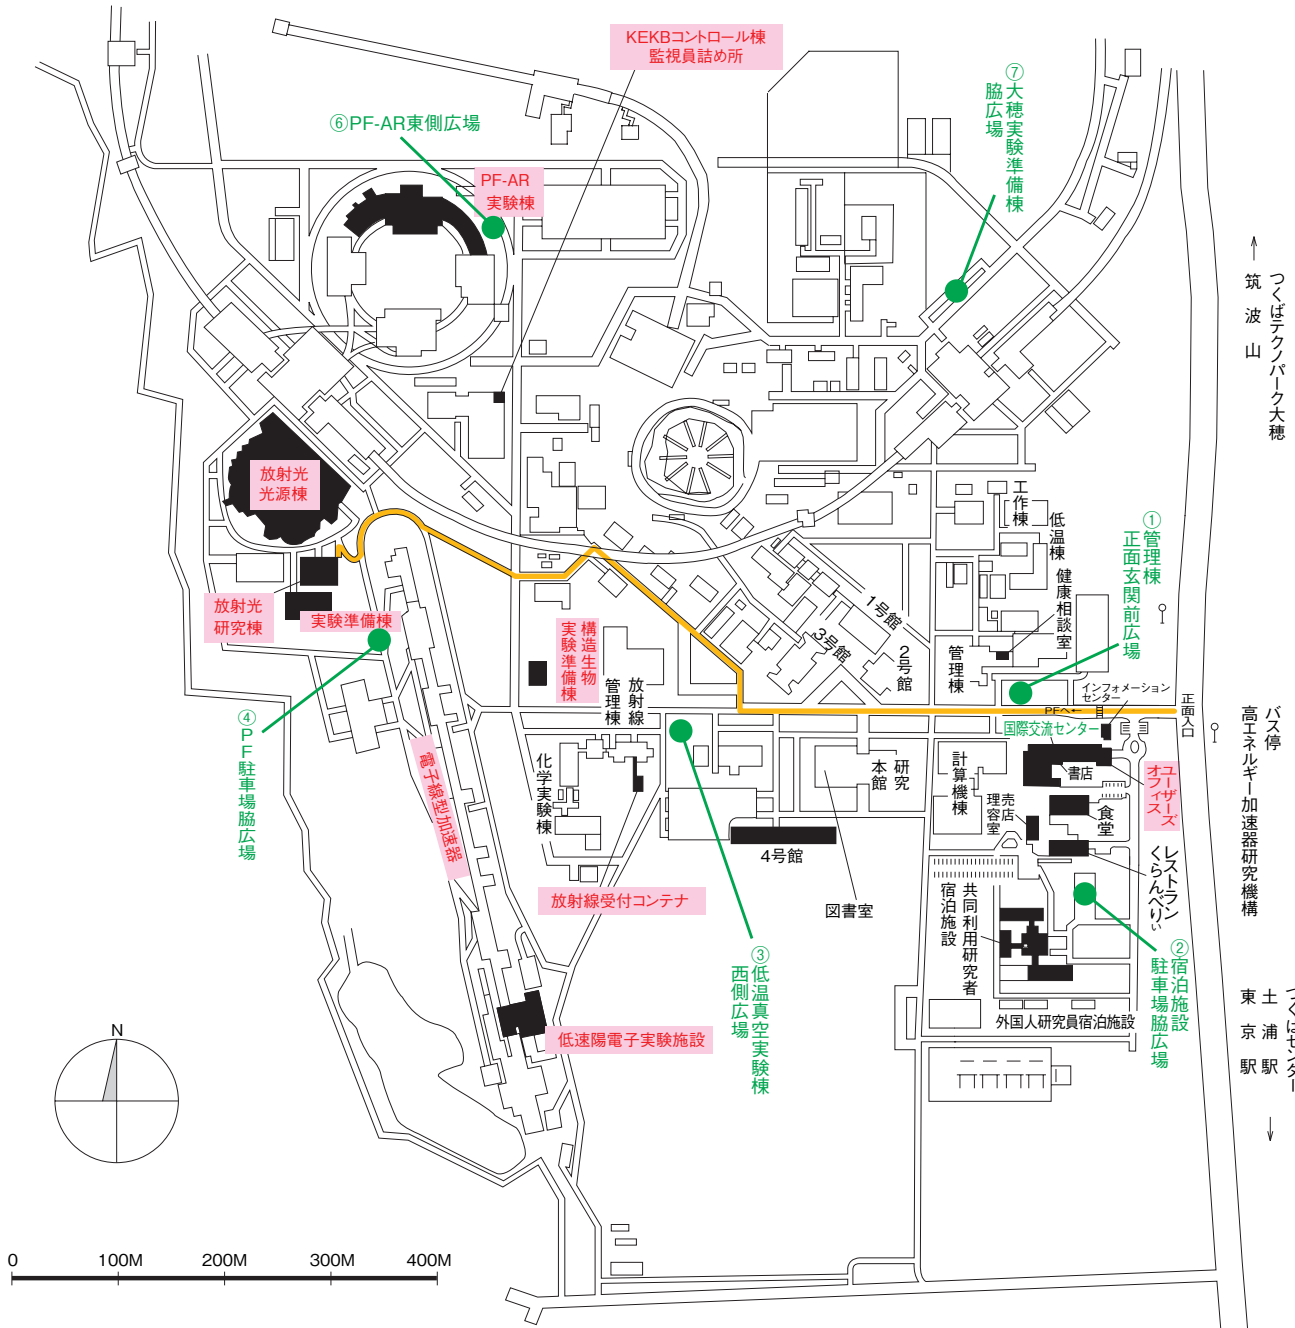 KEKBコントロール棟
監視員詰め所
⑥PF-AR東側広場
PF-AR
実験棟
⑦大穂実験準備棟
脇広場
つくばテクノパーク大穂
筑波山
放射光
光源棟
放射光
研究棟
実験準備棟
④PF駐車場脇広場
電子線型加速器
構造生物
実験準備棟
放射線
管理棟
化学実験棟
放射線受付コンテナ
低速陽電子実験施設
③低温真空実験棟
西側広場
4号館
図書室
研究
本館
1号館
3号館
2号館
管理棟
工作棟
低温棟
健康相談室
①管理棟
正面玄関前広場
インフォメーション
センター
PFへ←
正面入口
国際交流センター
書店
ユーザーズ
オフィス
計算機棟
売店
理容室
食堂
レストラン
くらんべりぃ
共同利用研究者
宿泊施設
外国人研究員宿泊施設
②宿泊施設
駐車場脇広場
バス停
高エネルギー加速器研究機構
つくばセンター
土浦駅
東京駅
N
0 100M 200M 300M 400M